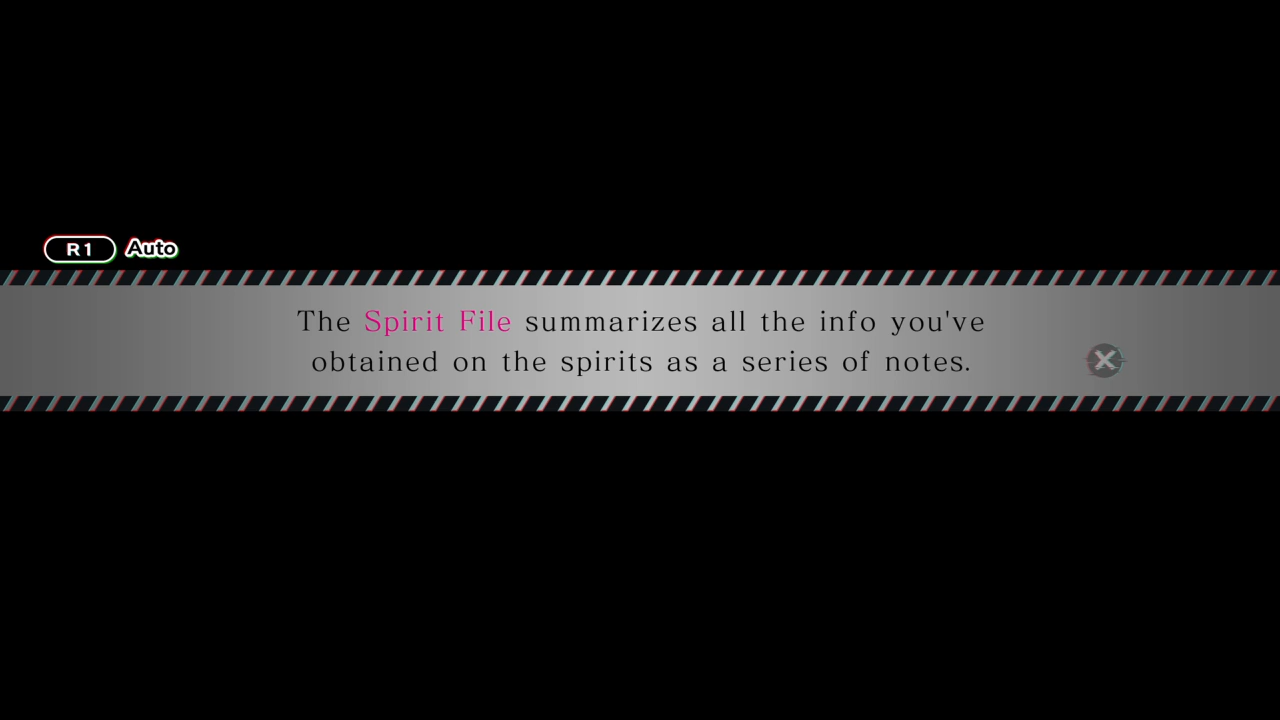 R1 Auto
The Spirit File summarizes all the info you've
obtained on the spirits as a series of notes.